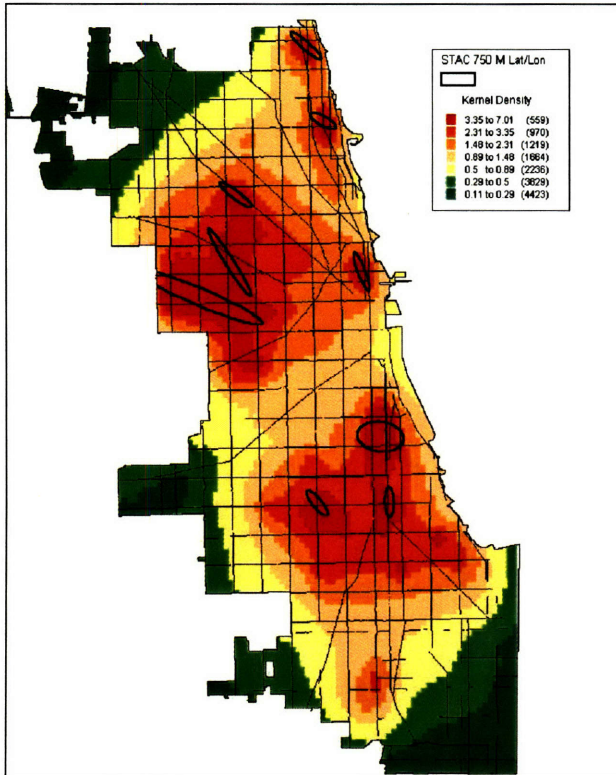 STAC 750 M Lat/Lon
Kernel Density
3.35 to 7.01 (559)
2.31 to 3.35 (970)
1.48 to 2.31 (1219)
0.89 to 1.48 (1664)
0.5 to 0.89 (2236)
0.29 to 0.5 (3629)
0.11 to 0.29 (4423)